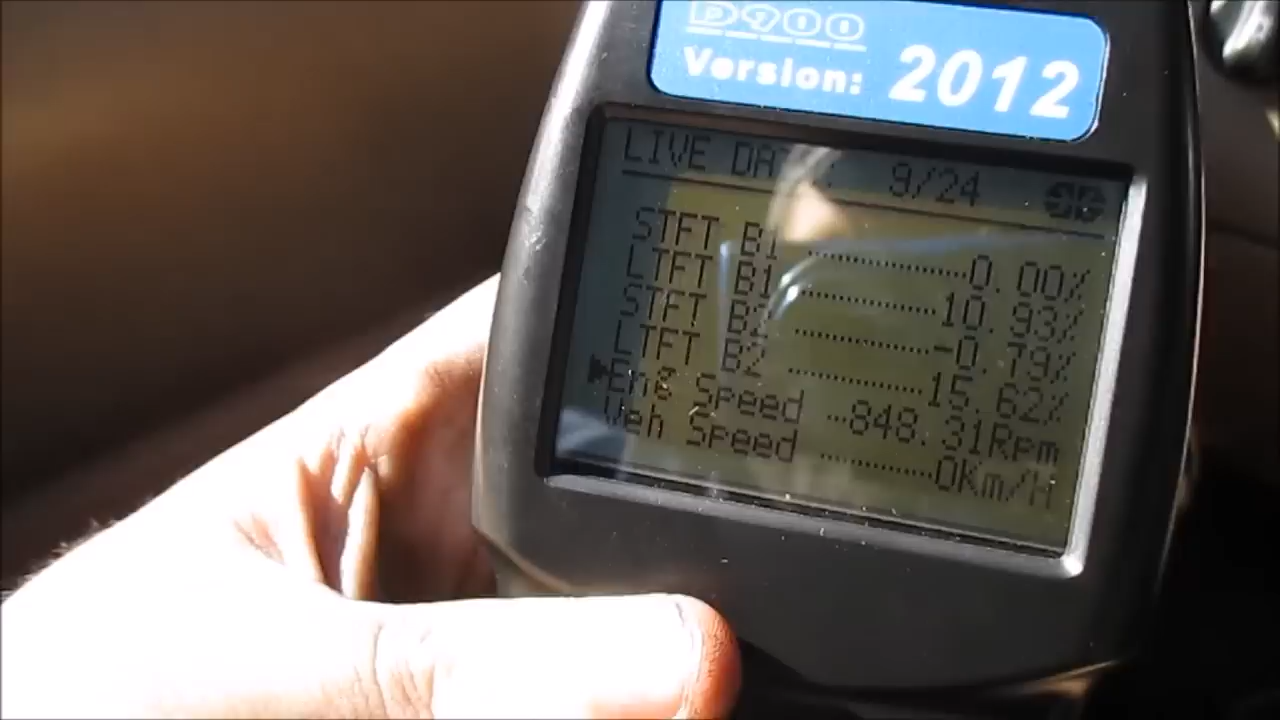 D900
Version: 2012
LIVE DATA: 9/24
STFT B1 ..............0.00%
LTFT B1 ............10.93%
STFT B2 ............-0.79%
LTFT B2 ............15.62%
Eng Speed ...848.31Rpm
Veh Speed ............0Km/H